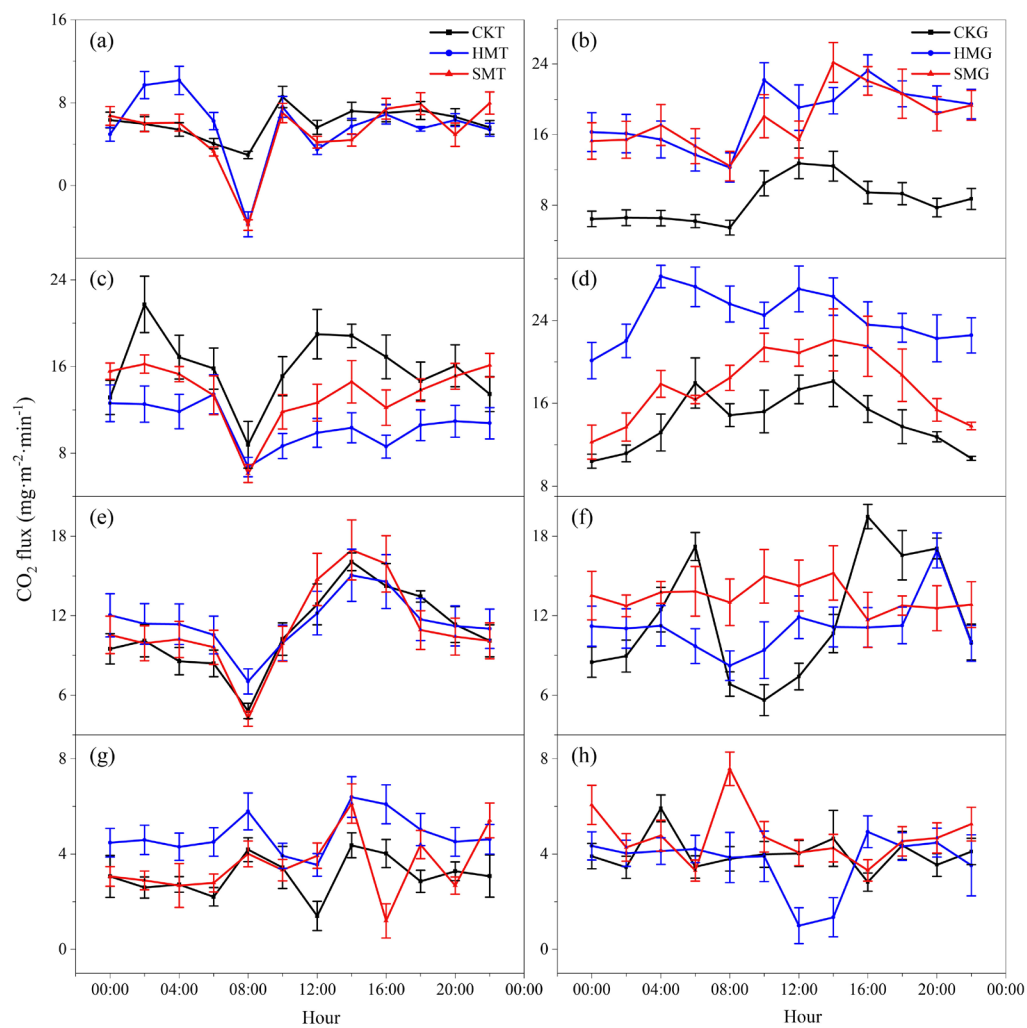 16
8
0
(a)
CKT
HMT
SMT
24
16
8
(b)
CKG
HMG
SMG
24
16
8
(c)
24
16
8
(d)
18
12
6
(e)
18
12
6
(f)
8
4
0
(g)
8
4
0
(h)
CO₂ flux (mg·m⁻²·min⁻¹)
00:00 04:00 08:00 12:00 16:00 20:00 00:00
Hour
00:00 04:00 08:00 12:00 16:00 20:00 00:00
Hour